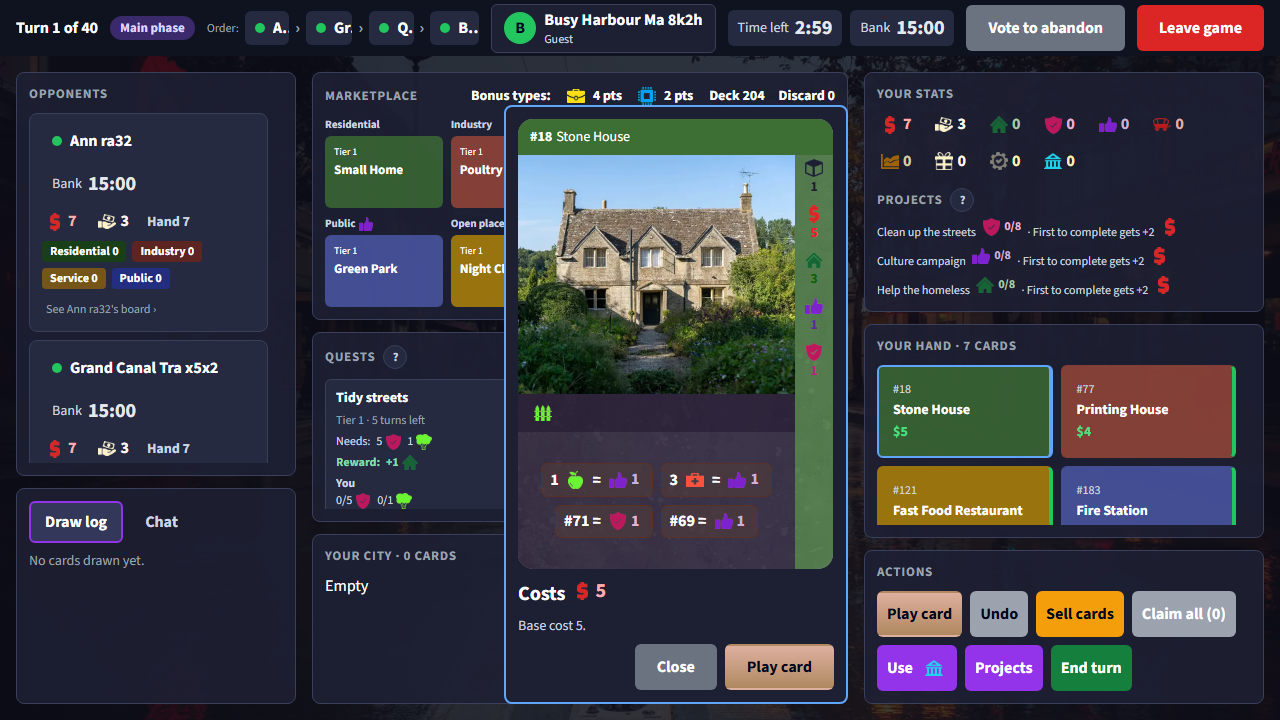 Turn 1 of 40
Main phase
Order:
A..
›
Gr.
›
Q.
›
B..
B
Busy Harbour Ma 8k2h
Guest
Time left 2:59
Bank 15:00
Vote to abandon
Leave game
OPPONENTS
Ann ra32
Bank 15:00
7 3 Hand 7
Residential 0 Industry 0
Service 0 Public 0
See Ann ra32's board ›
Grand Canal Tra x5x2
Bank 15:00
7 3 Hand 7
Draw log Chat
No cards drawn yet.
MARKETPLACE
Bonus types: 4 pts 2 pts Deck 204 Discard 0
Residential Industry
Tier 1
Small Home
Tier 1
Poultry
Public Open place
Tier 1
Green Park
Tier 1
Night
QUESTS ?
Tidy streets
Tier 1 · 5 turns left
Needs: 5 1
Reward: +1
You
0/5 0/1
YOUR CITY · 0 CARDS
Empty
#18 Stone House
1
5
3
1
1
1 = 1 3 = 1
#71 = 1 #69 = 1
Costs 5
Base cost 5.
Close Play card
YOUR STATS
7 3 0 0 0 0
0 0 0 0
PROJECTS ?
Clean up the streets 0/8 · First to complete gets +2
Culture campaign 0/8 · First to complete gets +2
Help the homeless 0/8 · First to complete gets +2
YOUR HAND · 7 CARDS
#18
Stone House
$5
#77
Printing House
$4
#121
Fast Food Restaurant
#183
Fire Station
ACTIONS
Play card Undo Sell cards Claim all (0)
Use Projects End turn